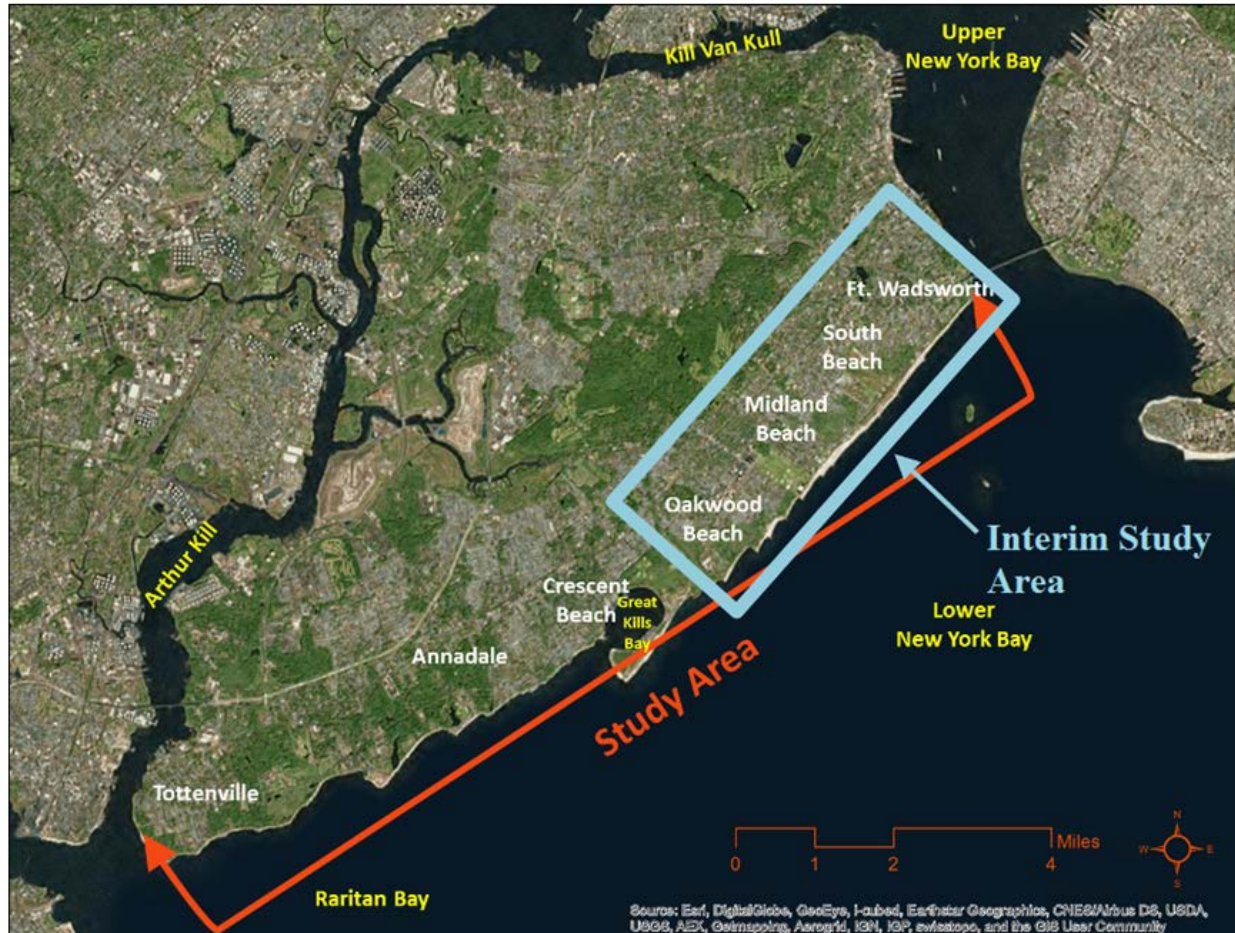 Kill Van Kull
Upper
New York Bay
Ft. Wadsworth
South
Beach
Midland
Beach
Oakwood
Beach
Interim Study
Area
Arthur Kill
Crescent
Beach
Great
Kills
Bay
Lower
New York Bay
Annadale
Study Area
Tottenville
Raritan Bay
Miles
0 1 2 4
N
W E
S
Source: Esri, DigitalGlobe, GeoEye, i-cubed, Earthstar Geographics, CNES/Airbus DS, USDA,
USGS, AEX, Getmapping, Aerogrid, IGN, IGP, swisstopo, and the GIS User Community